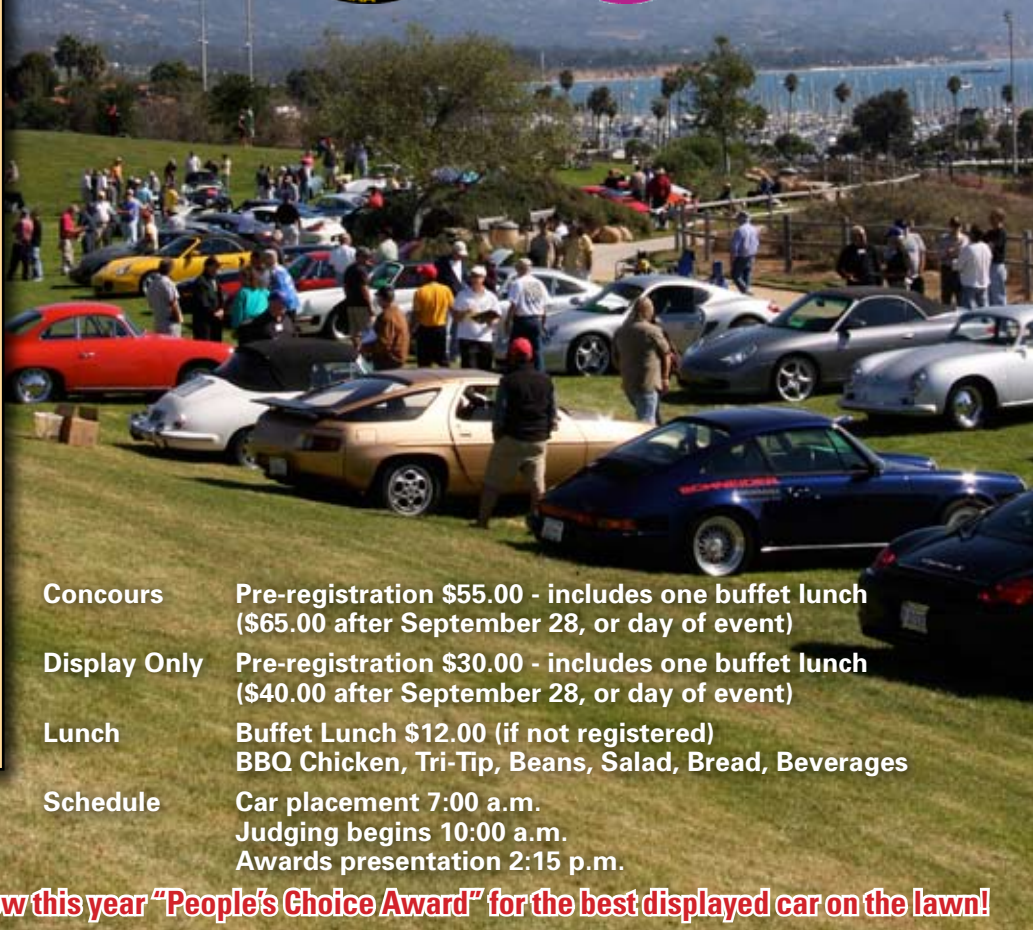 Concours Pre-registration $55.00 - includes one buffet lunch
($65.00 after September 28, or day of event)
Display Only Pre-registration $30.00 - includes one buffet lunch
($40.00 after September 28, or day of event)
Lunch Buffet Lunch $12.00 (if not registered)
BBQ Chicken, Tri-Tip, Beans, Salad, Bread, Beverages
Schedule Car placement 7:00 a.m.
Judging begins 10:00 a.m.
Awards presentation 2:15 p.m.
w this year “People’s Choice Award” for the best displayed car on the lawn!
SCHNEIDER